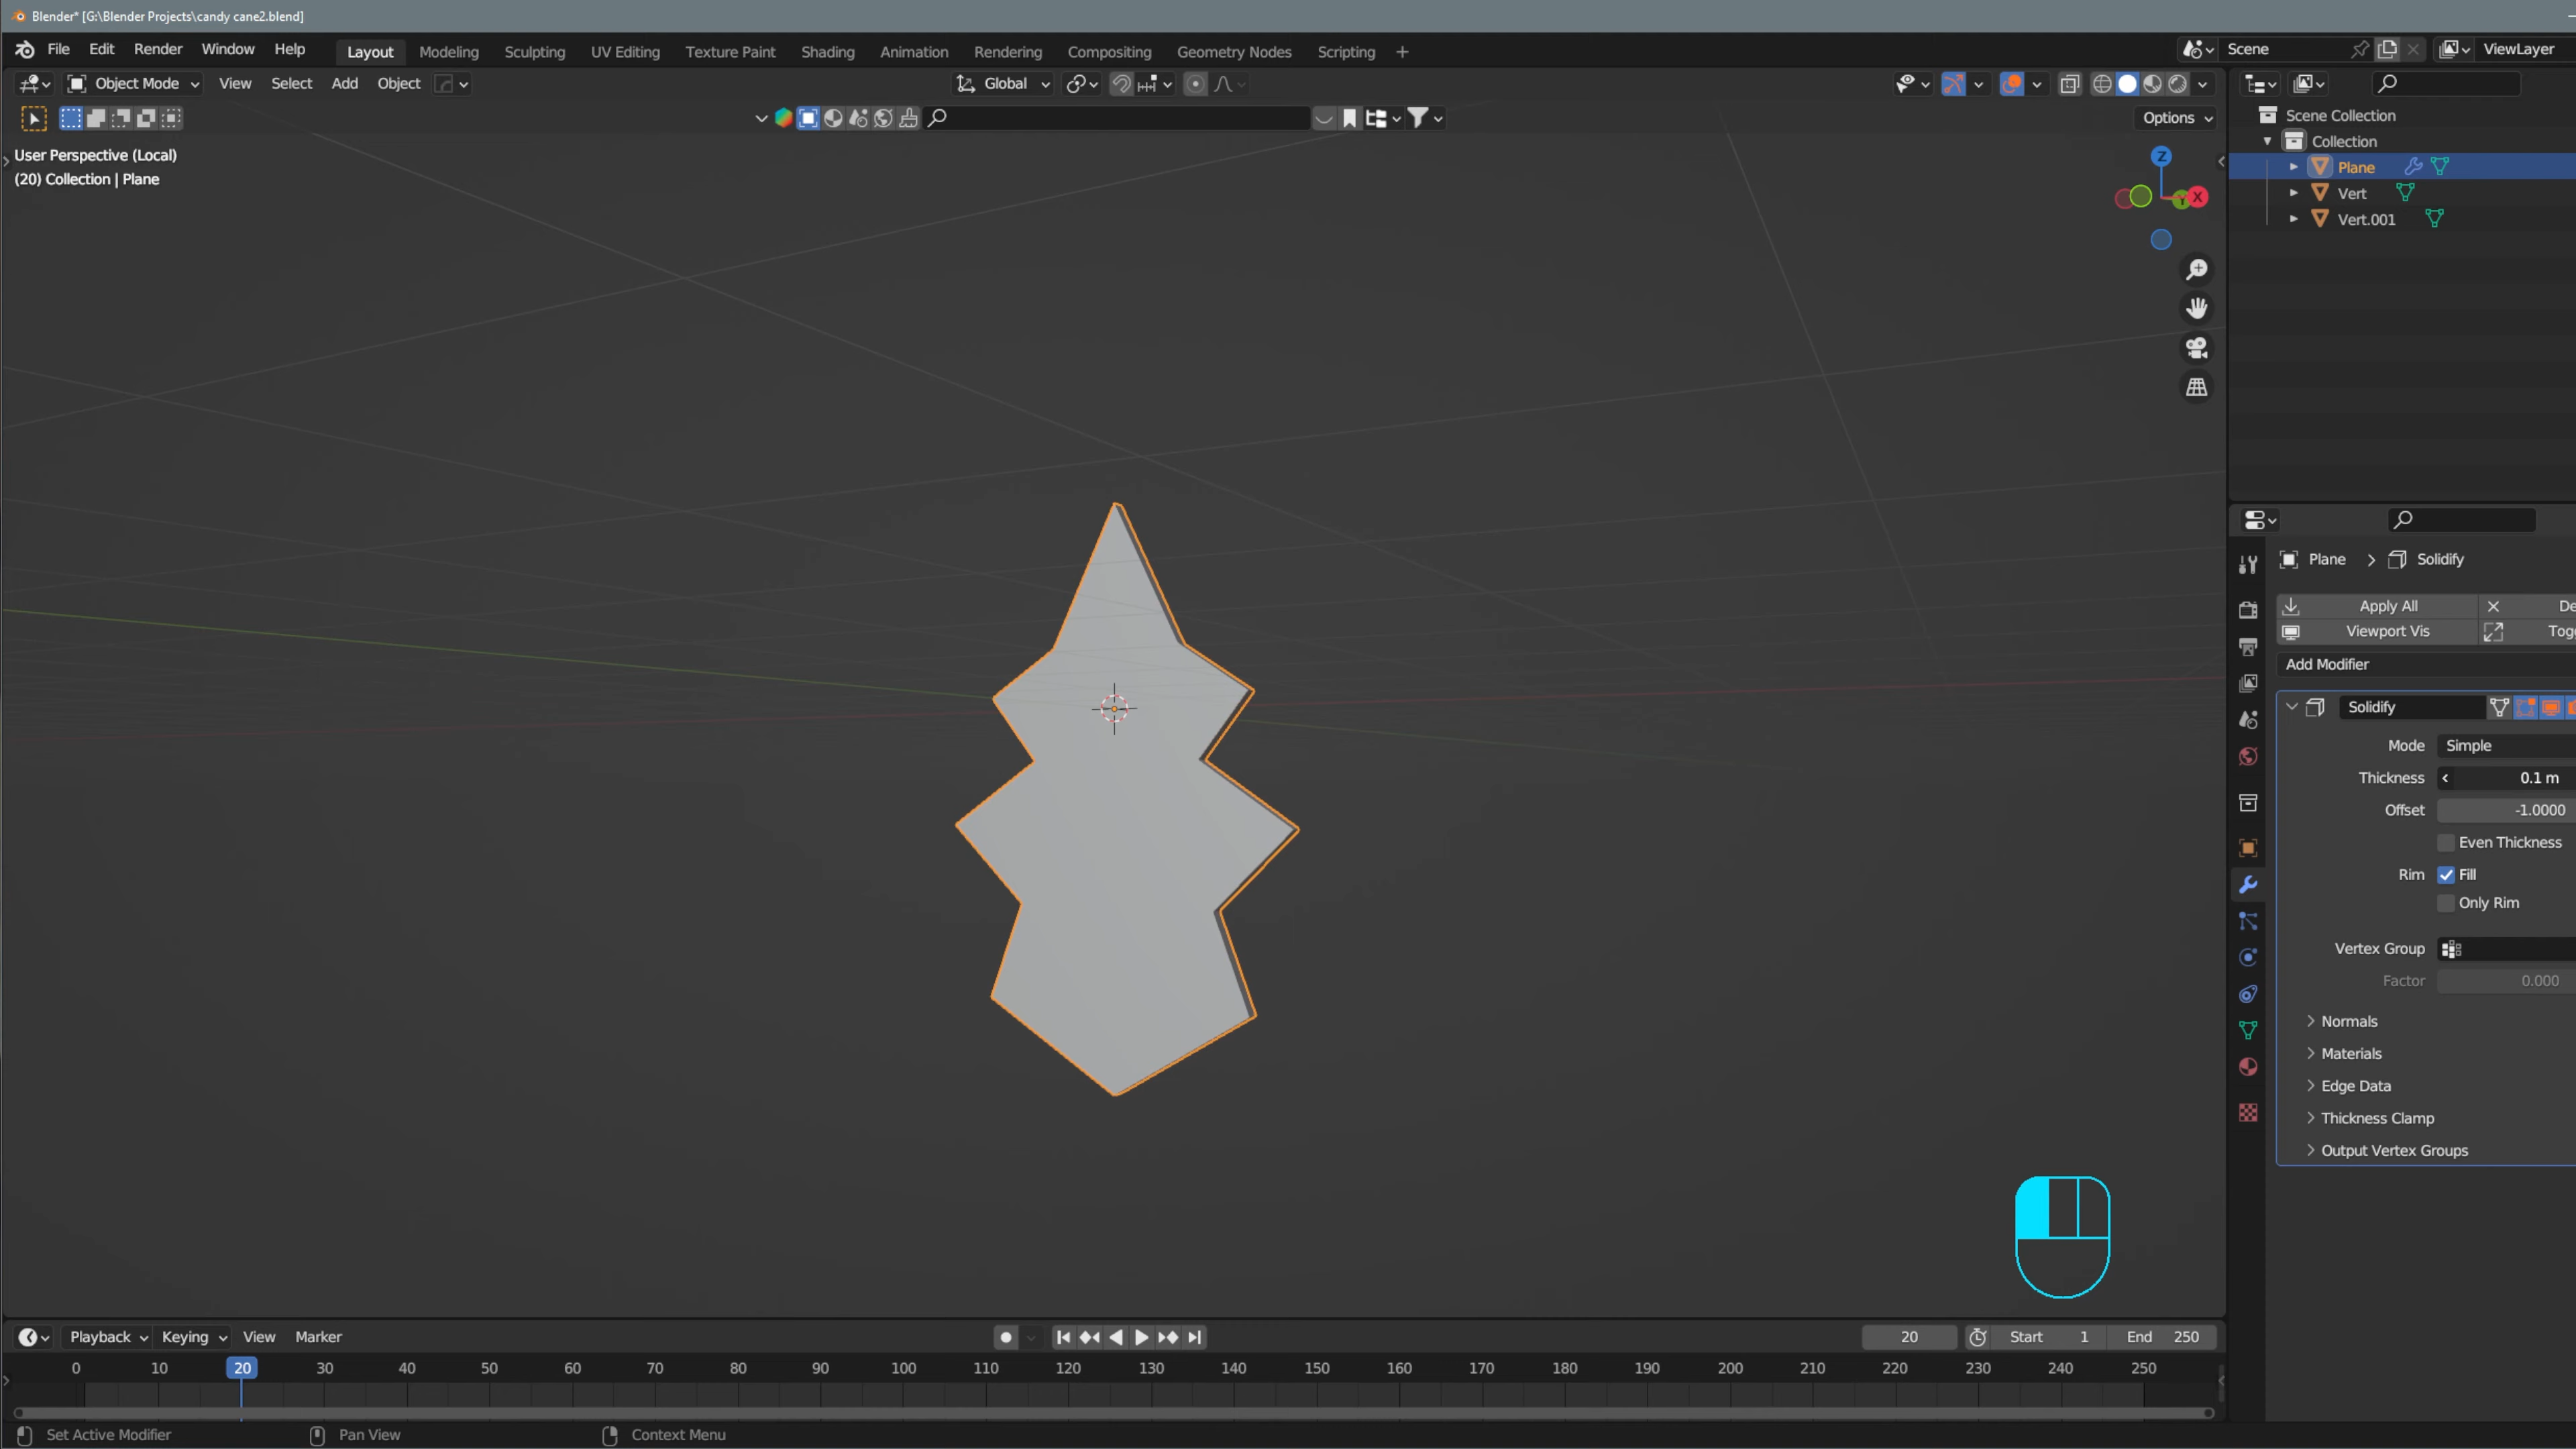 Blender* [G:\Blender Projects\candy cane2.blend]
File Edit Render Window Help Layout Modeling Sculpting UV Editing Texture Paint Shading Animation Rendering Compositing Geometry Nodes Scripting + Scene ViewLayer
Object Mode View Select Add Object Global
Options
User Perspective (Local)
(20) Collection | Plane
Z
Y
X
Scene Collection
Collection
Plane
Vert
Vert.001
Plane > Solidify
Apply All De
Viewport Vis Tog
Add Modifier
Solidify
Mode Simple
Thickness 0.1 m
Offset -1.0000
Even Thickness
Rim Fill
Only Rim
Vertex Group
Factor 0.000
Normals
Materials
Edge Data
Thickness Clamp
Output Vertex Groups
Playback Keying View Marker 20 Start 1 End 250
0 10 20 30 40 50 60 70 80 90 100 110 120 130 140 150 160 170 180 190 200 210 220 230 240 250
Set Active Modifier Pan View Context Menu